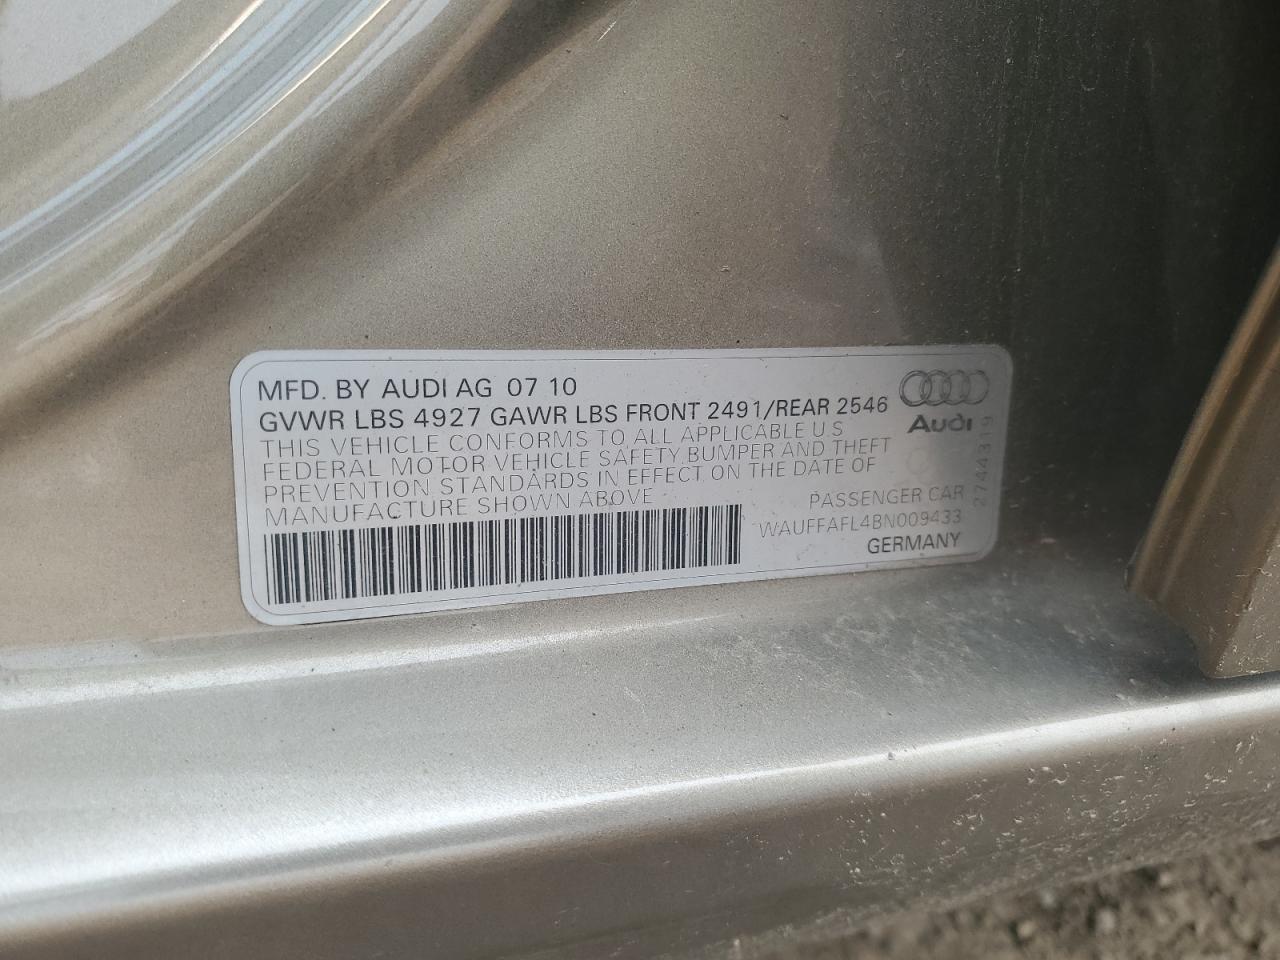 MFD. BY AUDI AG 07 10
GVWR LBS 4927 GAWR LBS FRONT 2491/REAR 2546
THIS VEHICLE CONFORMS TO ALL APPLICABLE U.S
FEDERAL MOTOR VEHICLE SAFETY, BUMPER AND THEFT
PREVENTION STANDARDS IN EFFECT ON THE DATE OF
MANUFACTURE SHOWN ABOVE
PASSENGER CAR
WAUFFAFL4BN009433
GERMANY
Audi
2744319